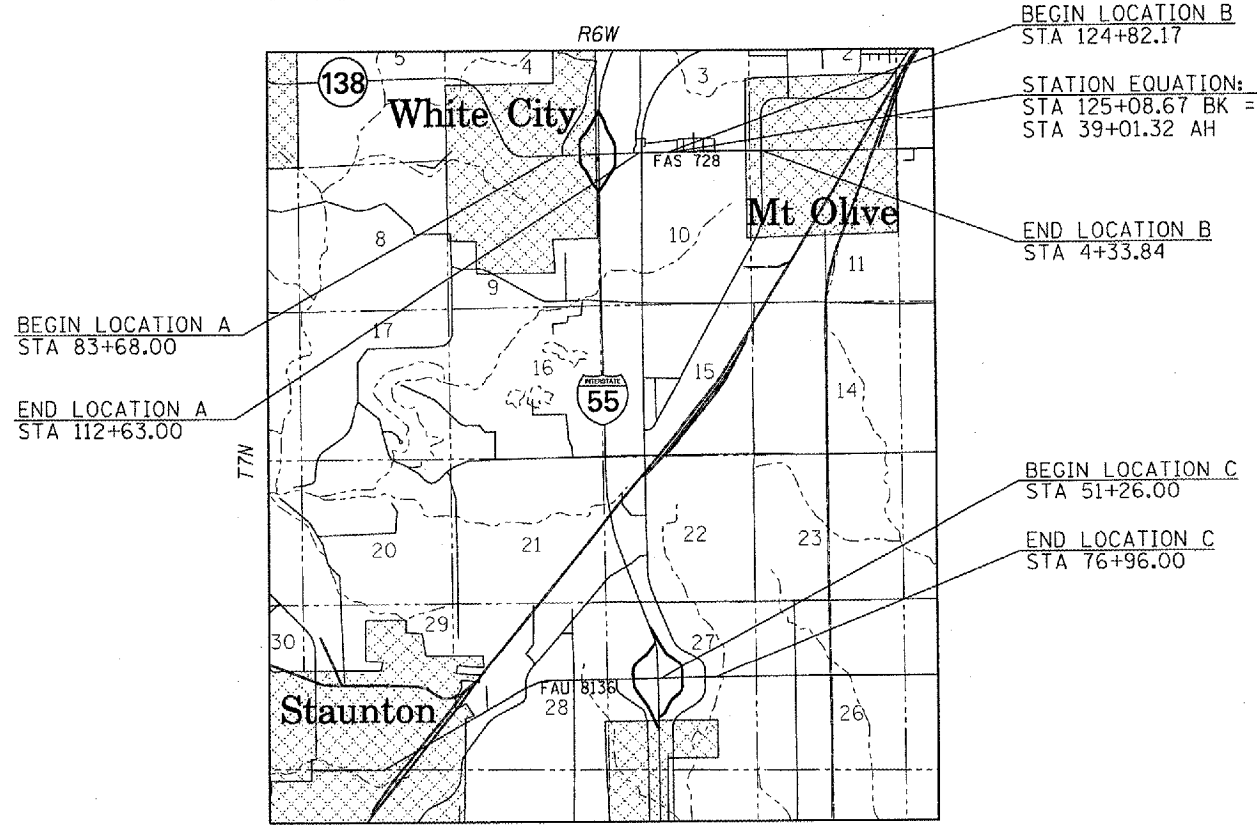 R6W
BEGIN LOCATION B
STA 124+82.17
STATION EQUATION:
STA 125+08.67 BK =
STA 39+01.32 AH
END LOCATION B
STA 4+33.84
5
4
3
2
138
White City
FAS 728
Mt Olive
8
10
11
9
BEGIN LOCATION A
STA 83+68.00
17
16
15
14
INTERSTATE
55
END LOCATION A
STA 112+63.00
T7N
BEGIN LOCATION C
STA 51+26.00
END LOCATION C
STA 76+96.00
20
21
22
23
30
29
27
FAU 8136
28
26
Staunton